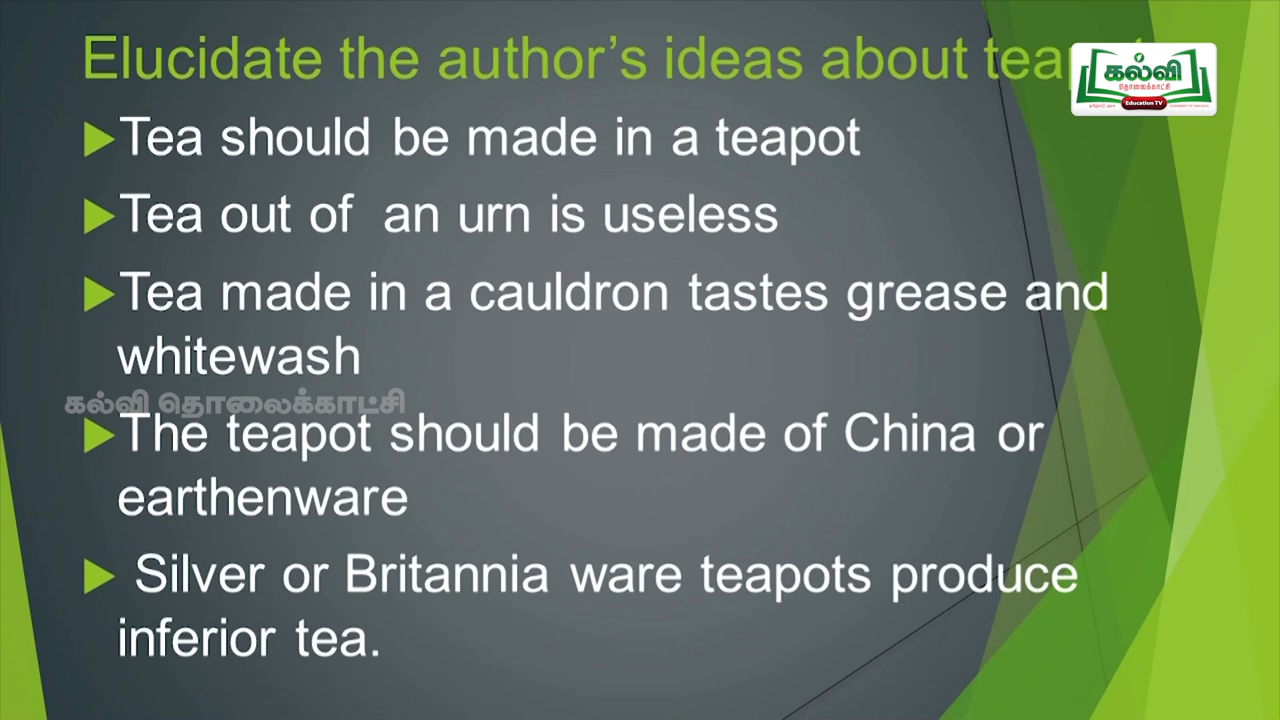 Elucidate the author's ideas about
கல்வி
தொலைக்காட்சி
Education TV
Tea should be made in a teapot
Tea out of an urn is useless
Tea made in a cauldron tastes grease and
whitewash
கல்வி தொலைக்காட்சி
The teapot should be made of China or
earthenware
Silver or Britannia ware teapots produce
inferior tea.